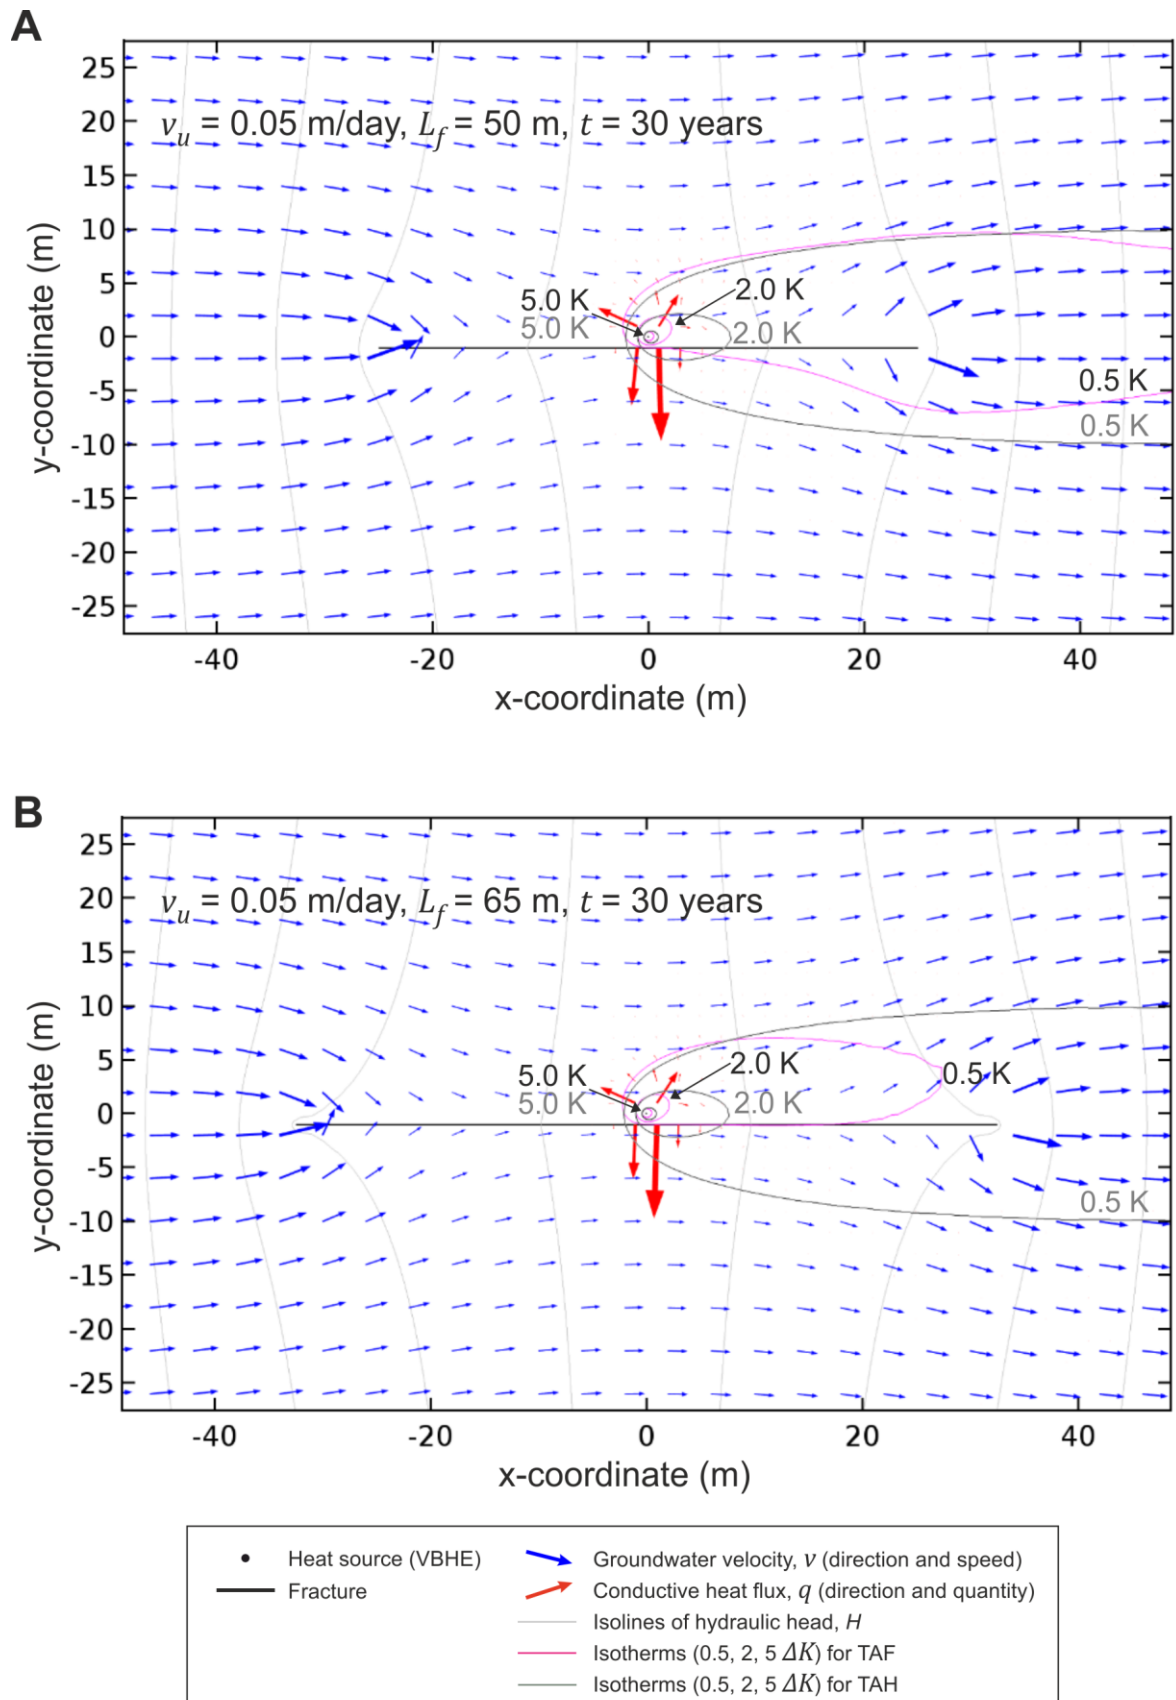 A
25
20
15
10
5
0
-5
-10
-15
-20
-25
y-coordinate (m)
v_u = 0.05 m/day, L_f = 50 m, t = 30 years
5.0 K
5.0 K
2.0 K
2.0 K
0.5 K
0.5 K
-40 -20 0 20 40
x-coordinate (m)
B
25
20
15
10
5
0
-5
-10
-15
-20
-25
y-coordinate (m)
v_u = 0.05 m/day, L_f = 65 m, t = 30 years
5.0 K
5.0 K
2.0 K
2.0 K
0.5 K
0.5 K
-40 -20 0 20 40
x-coordinate (m)
Heat source (VBHE)
Fracture
Groundwater velocity, v (direction and speed)
Conductive heat flux, q (direction and quantity)
Isolines of hydraulic head, H
Isotherms (0.5, 2, 5 ΔK) for TAF
Isotherms (0.5, 2, 5 ΔK) for TAH